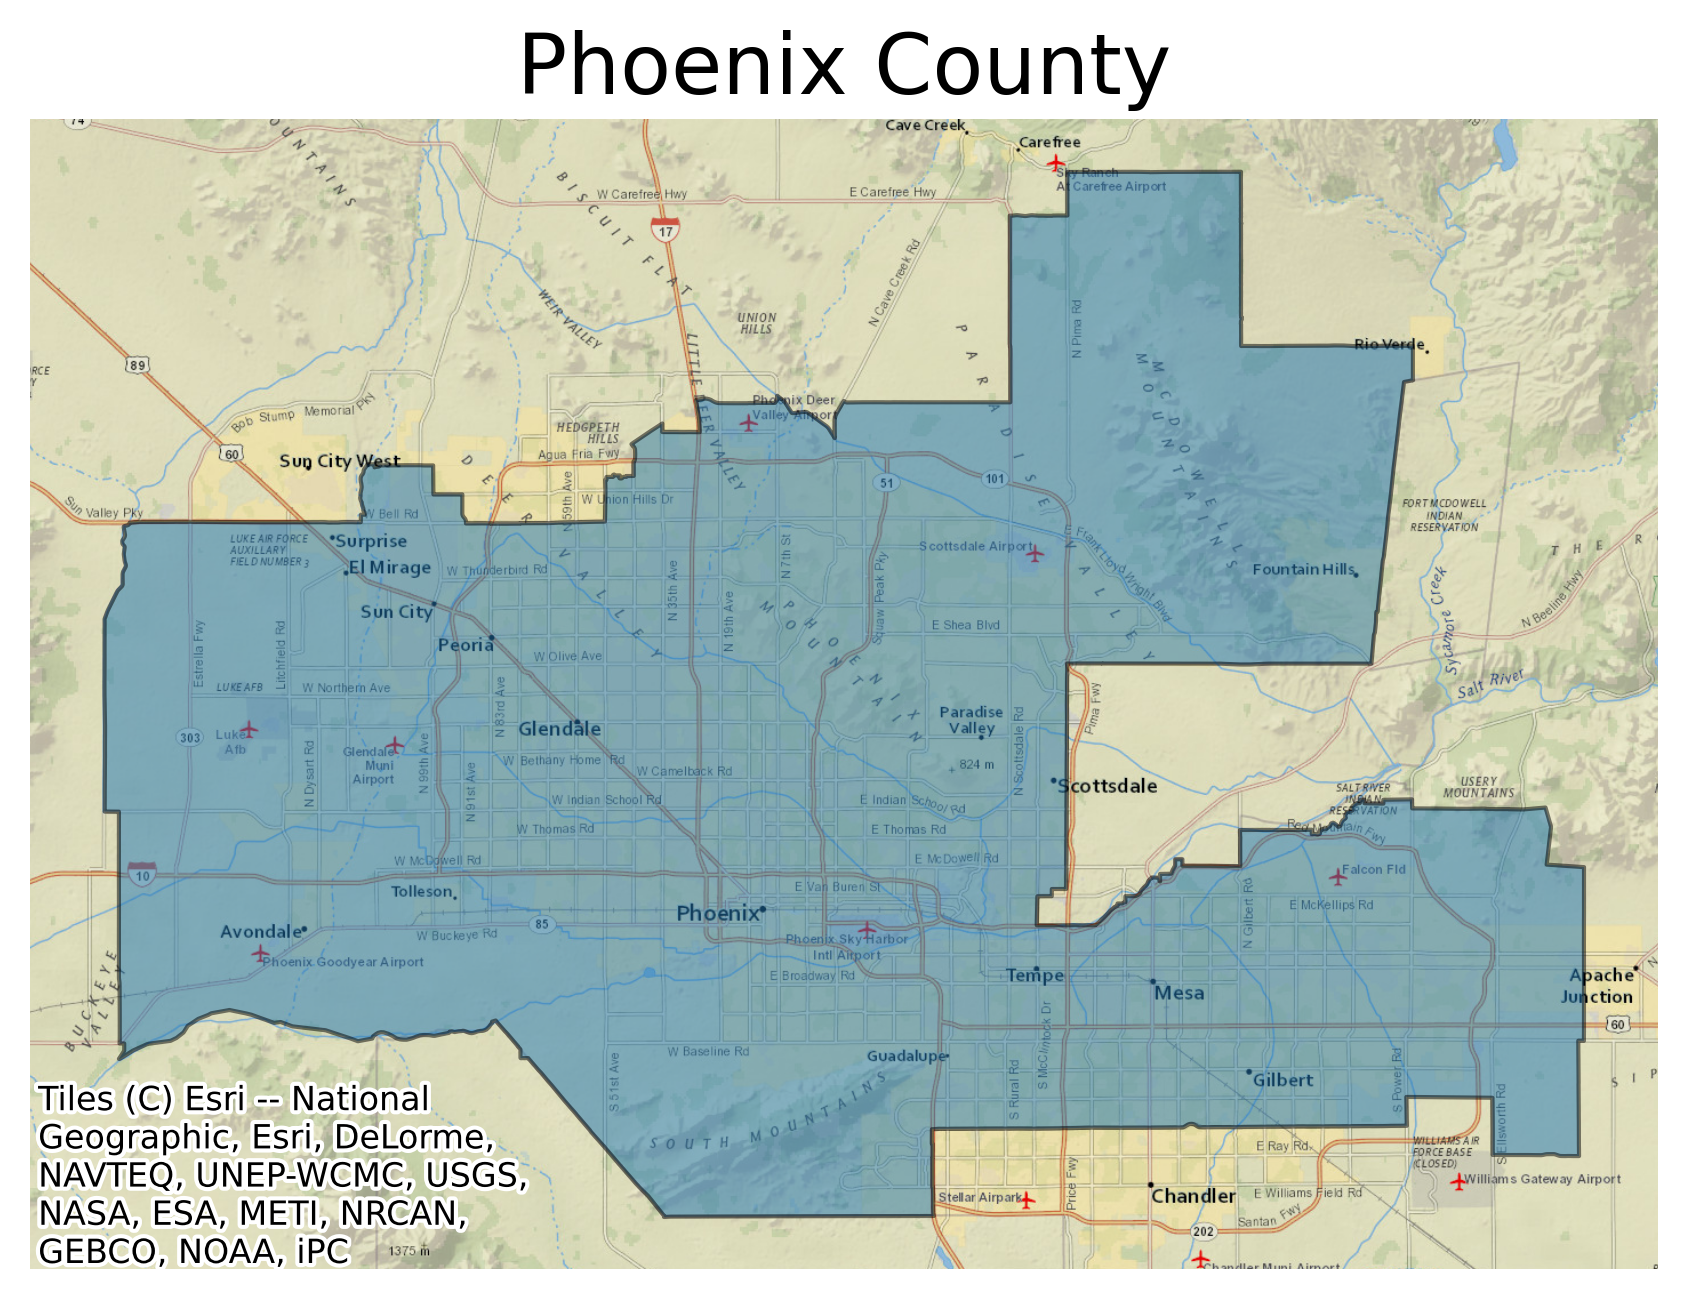 Phoenix County
Cave Creek
Carefree
Sky Ranch
At Carefree Airport
74
OUNTAINS
BISCUIT FLAT
W Carefree Hwy
E Carefree Hwy
17
N Cave Creek Rd
WEIR VALLEY
UNION
HILLS
N Pima Rd
PARADISE VALLEY
MCDOWELL
MOUNTAINS
Rio Verde
89
LITTLE DEER VALLEY
Bob Stump Memorial Pky
Phoenix Deer
Valley Airport
HEDGPETH
HILLS
60
Sun City West
Agua Fria Fwy
DEER VALLEY
51
101
N 59th Ave
W Union Hills Dr
Sun Valley Pky
W Bell Rd
FORT MCDOWELL
INDIAN
RESERVATION
THE R
LUKE AIR FORCE
AUXILLARY
FIELD NUMBER 3
Surprise
El Mirage
W Thunderbird Rd
N 7th St
Scottsdale Airport
Frank Lloyd Wright Blvd
Fountain Hills
Sun City
N 35th Ave
N 19th Ave
Squaw Peak Pky
PHOENIX
MOUNTAIN
E Shea Blvd
Sycamore Creek
N Beeline Hwy
Peoria
Estrella Fwy
Litchfield Rd
W Olive Ave
LUKE AFB
W Northern Ave
N 83rd Ave
Salt River
Pima Fwy
Paradise
Valley
824 m
N Scottsdale Rd
Glendale
303
Luke
Afb
Glendale
Muni
Airport
N Dysart Rd
N 99th Ave
N 91st Ave
W Bethany Home Rd
W Camelback Rd
Scottsdale
W Indian School Rd
E Indian School Rd
SALT RIVER
INDIAN
RESERVATION
USERY
MOUNTAINS
W Thomas Rd
E Thomas Rd
Red Mountain Fwy
W McDowell Rd
E McDowell Rd
10
Falcon Fld
Tolleson
E Van Buren St
Phoenix
85
E McKellips Rd
N Gilbert Rd
Avondale
W Buckeye Rd
Phoenix Sky Harbor
Intl Airport
Phoenix Goodyear Airport
E Broadway Rd
Tempe
Mesa
Apache
Junction
BUCKEYE
VALLEY
60
W Baseline Rd
Guadalupe
S 51st Ave
S Rural Rd
S McClintock Dr
Gilbert
S Power Rd
S Ellsworth Rd
SIP
SOUTH MOUNTAINS
E Ray Rd
WILLIAMS AIR
FORCE BASE
(CLOSED)
Williams Gateway Airport
Stellar Airpark
Price Fwy
Chandler
E Williams Field Rd
Santan Fwy
202
Chandler Muni Airport
1375 m
Tiles (C) Esri -- National
Geographic, Esri, DeLorme,
NAVTEQ, UNEP-WCMC, USGS,
NASA, ESA, METI, NRCAN,
GEBCO, NOAA, iPC